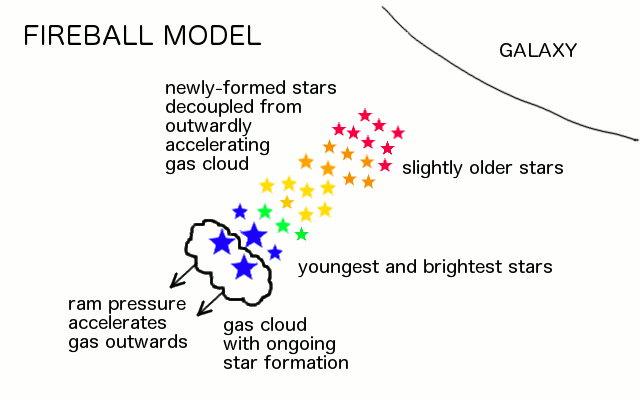 FIREBALL MODEL
GALAXY
newly-formed stars
decoupled from
outwardly
accelerating
gas cloud
slightly older stars
youngest and brightest stars
ram pressure
accelerates
gas outwards
gas cloud
with ongoing
star formation